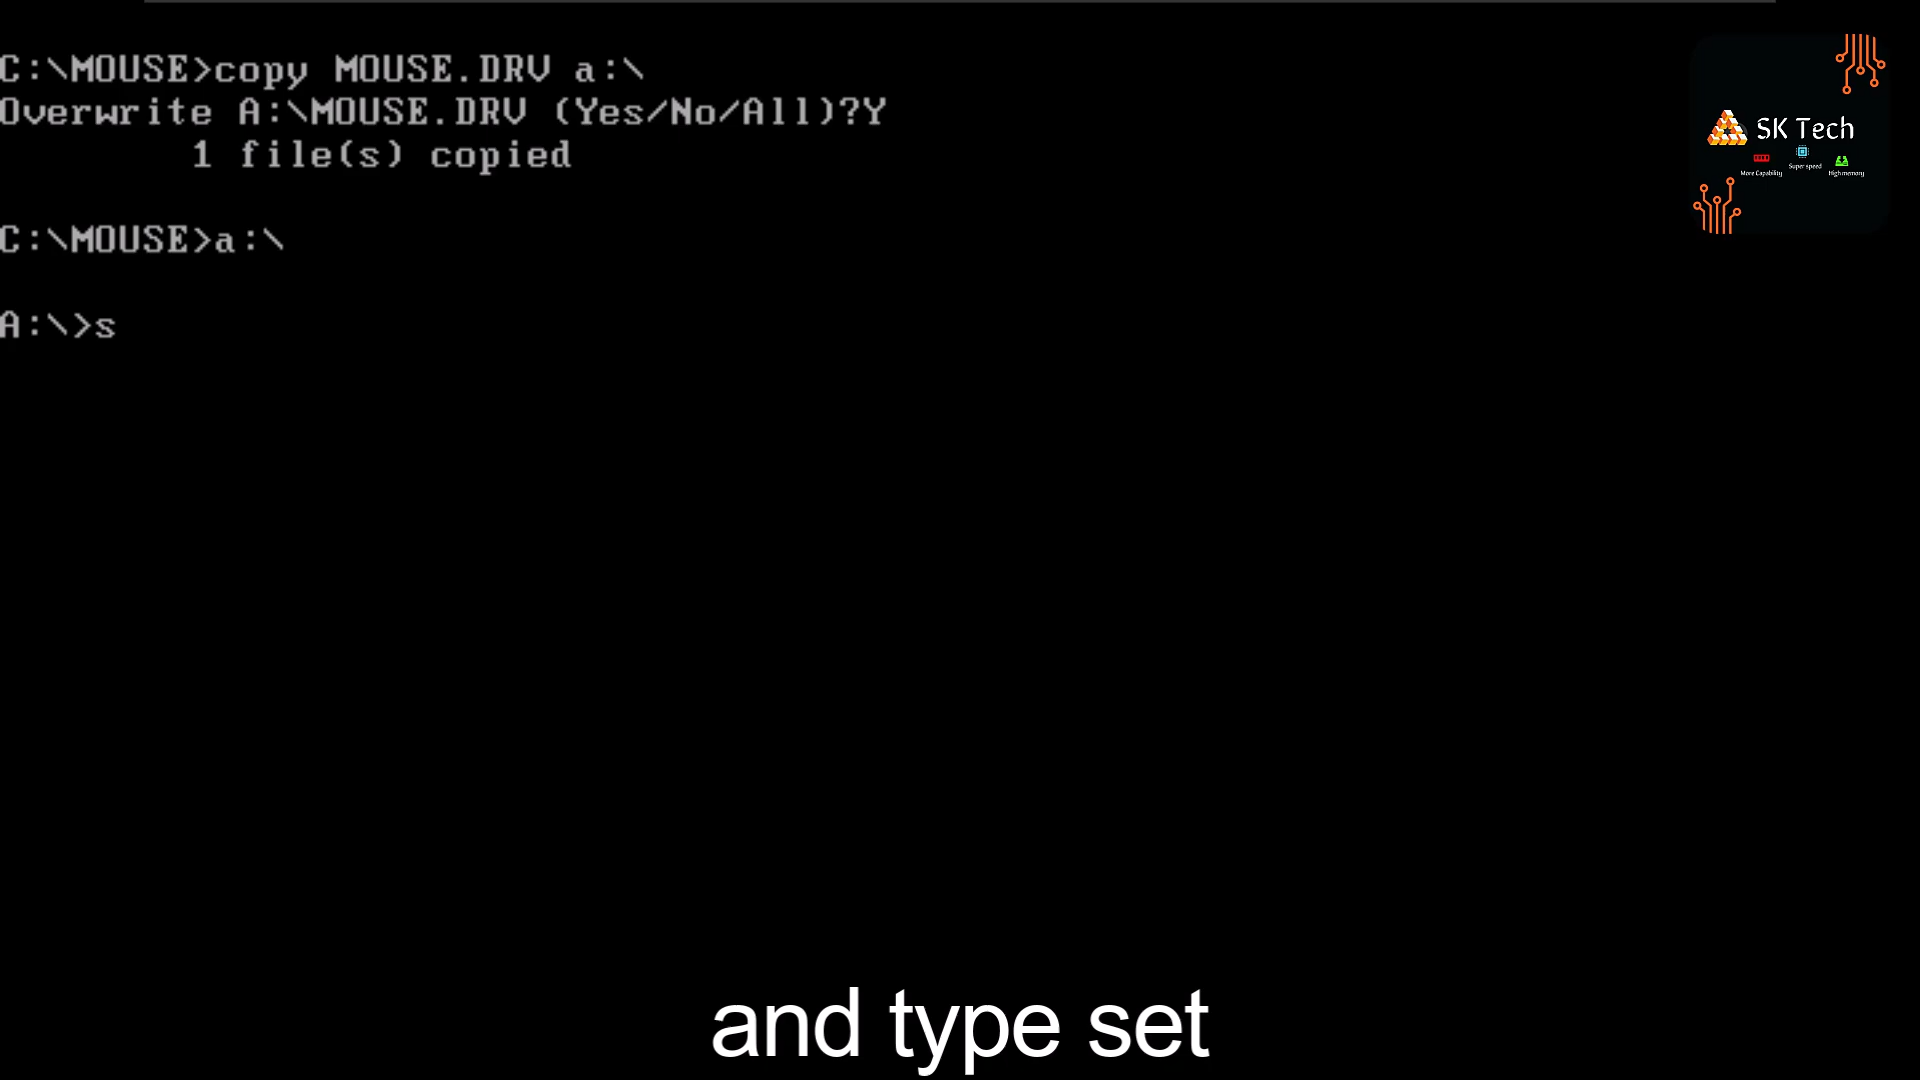 C:\MOUSE>copy MOUSE.DRV a:\
Overwrite A:\MOUSE.DRV (Yes/No/All)?Y
1 file(s) copied
C:\MOUSE>a:\
A:\>s
SK Tech
More Capability
Super speed
High memory
and type set